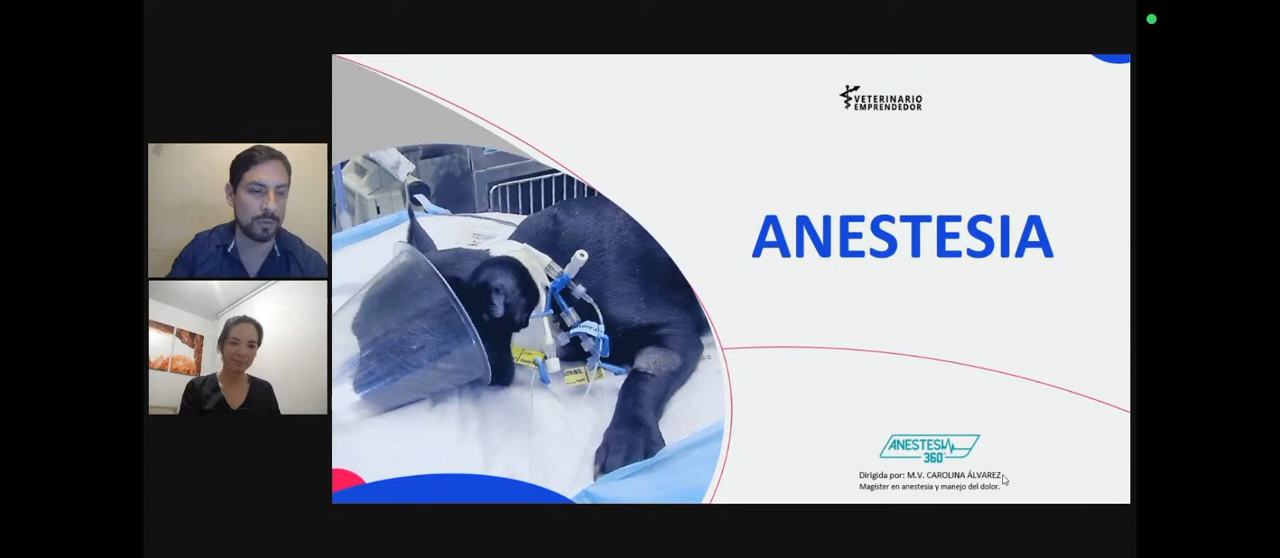 VETERINARIO
EMPRENDEDOR
ANESTESIA
ANESTESIA
360°
Dirigida por: M.V. CAROLINA ÁLVAREZ
Magíster en anestesia y manejo del dolor.